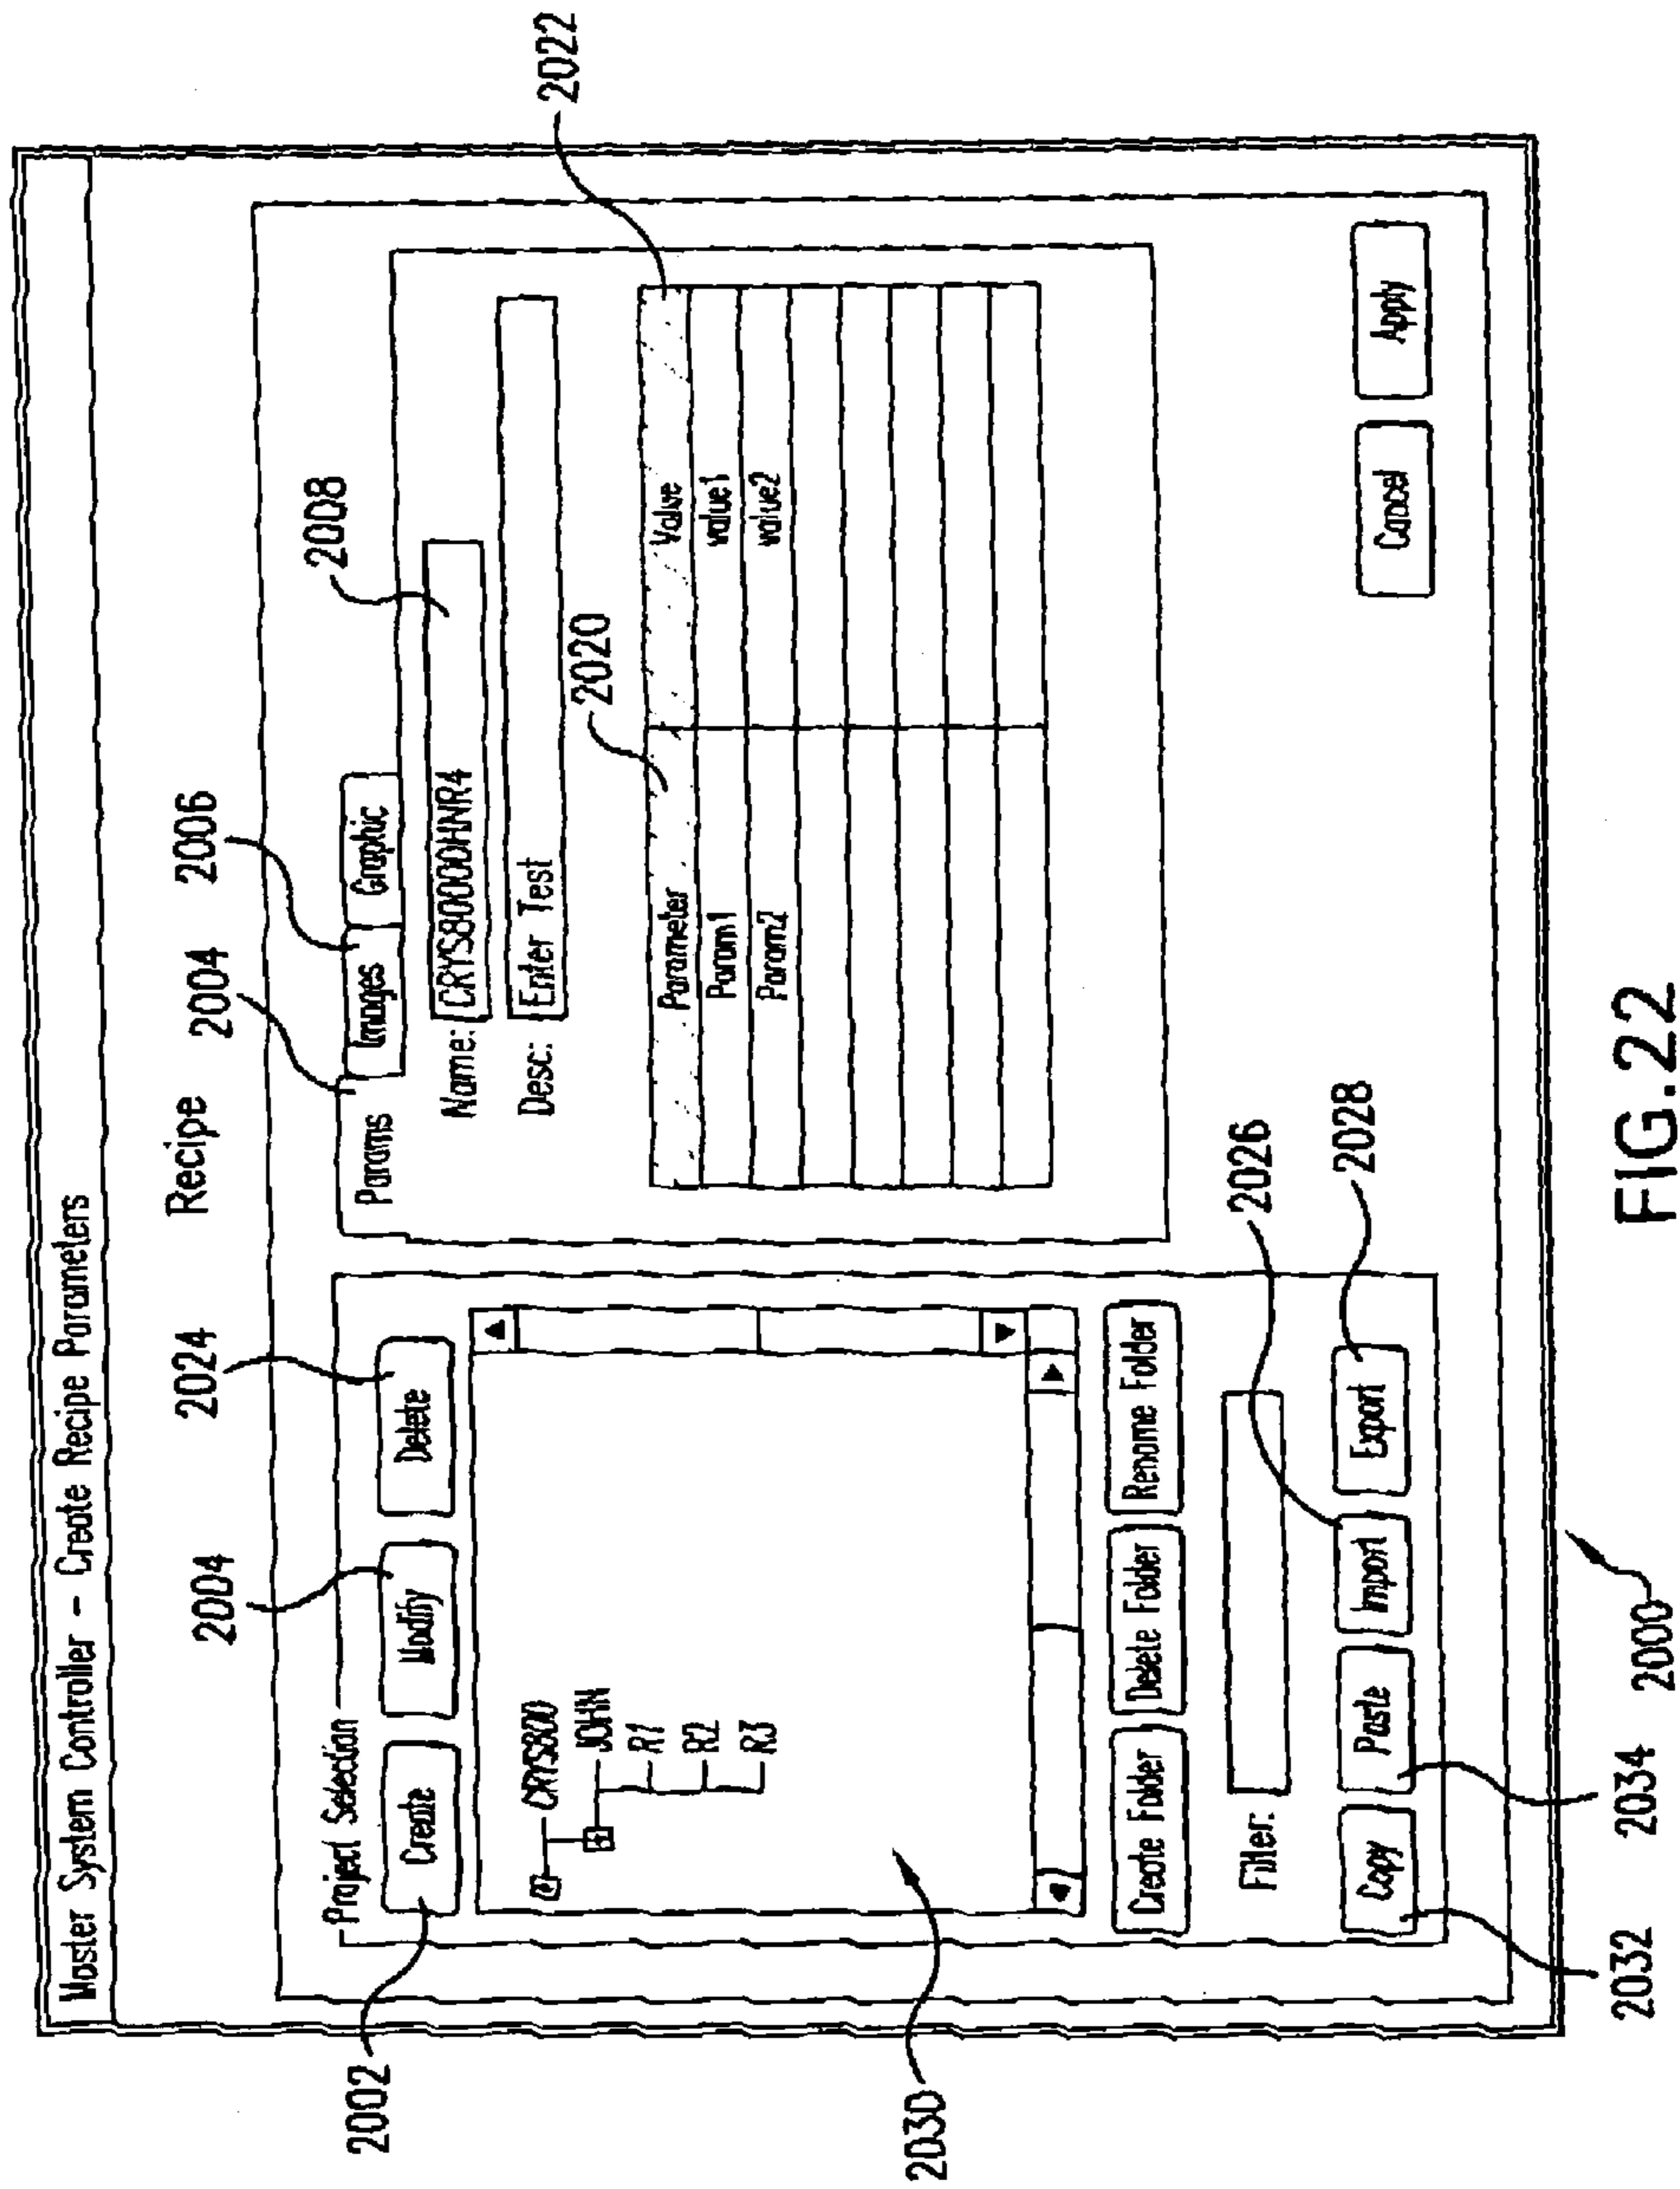 Master System Controller - Create Recipe Parameters
Recipe
2002
2004
2024
2004
2006
2008
2022
Project Selection
Create
Modify
Delete
CRYS800
JOHN
R1
R2
R3
Create Folder
Delete Folder
Rename Folder
Filter:
Copy
Paste
Import
Export
Params
Images
Graphic
Name:
CRYS8000OHNR4
Desc:
Enter Test
2020
Parameter
Value
Param1
value1
Param2
value2
Cancel
Apply
2030
2032
2034
2000
2026
2028
FIG.22